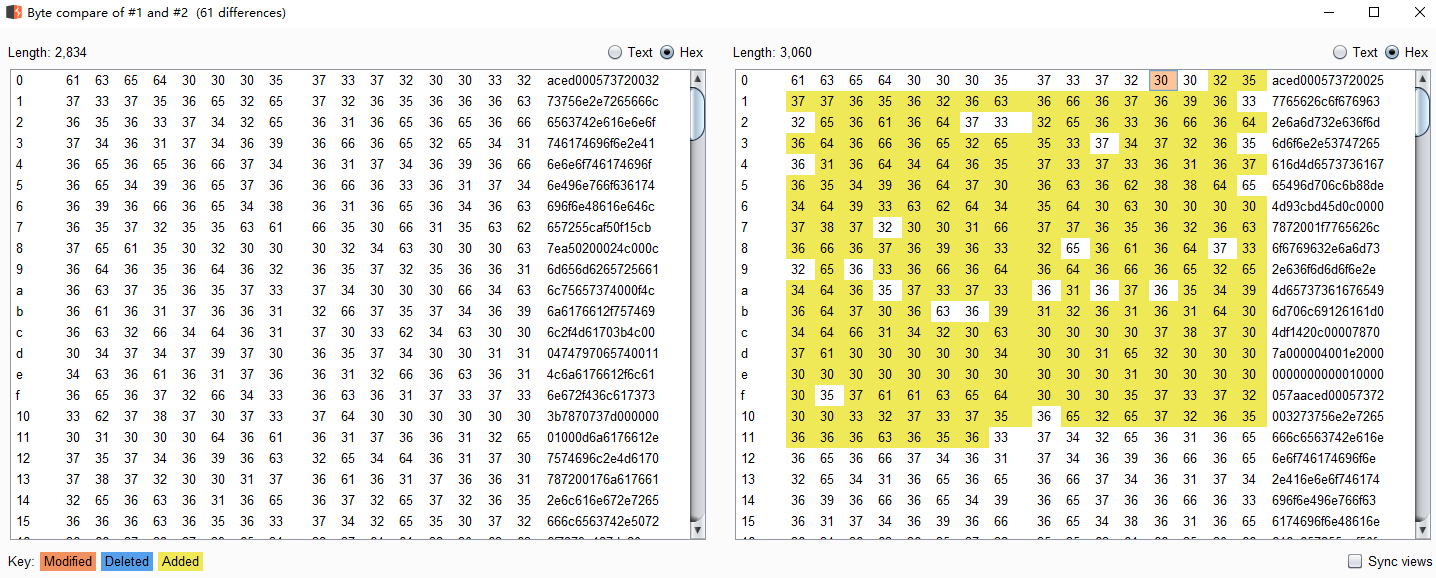 Byte compare of #1 and #2 (61 differences)
Length: 2,834
Text Hex
0 61 63 65 64 30 30 30 35 37 33 37 32 30 30 33 32 aced000573720032
1 37 33 37 35 36 65 32 65 37 32 36 35 36 36 36 63 73756e2e7265666c
2 36 35 36 33 37 34 32 65 36 31 36 65 36 65 36 66 6563742e616e6e6f
3 37 34 36 31 37 34 36 39 36 66 36 65 32 65 34 31 746174696f6e2e41
4 36 65 36 65 36 66 37 34 36 31 37 34 36 39 36 66 6e6e6f746174696f
5 36 65 34 39 36 65 37 36 36 66 36 33 36 31 37 34 6e496e766f636174
6 36 39 36 66 36 65 34 38 36 31 36 65 36 34 36 63 696f6e48616e646c
7 36 35 37 32 35 35 63 61 66 35 30 66 31 35 63 62 657255caf50f15cb
8 37 65 61 35 30 32 30 30 30 32 34 63 30 30 30 63 7ea50200024c000c
9 36 64 36 35 36 64 36 32 36 35 37 32 35 36 36 31 6d656d6265725661
a 36 63 37 35 36 35 37 33 37 34 30 30 30 66 34 63 6c75657374000f4c
b 36 61 36 31 37 36 36 31 32 66 37 35 37 34 36 39 6a6176612f757469
c 36 63 32 66 34 64 36 31 37 30 33 62 34 63 30 30 6c2f4d61703b4c00
d 30 34 37 34 37 39 37 30 36 35 37 34 30 30 31 31 0474797065740011
e 34 63 36 61 36 31 37 36 36 31 32 66 36 63 36 31 4c6a6176612f6c61
f 36 65 36 37 32 66 34 33 36 63 36 31 37 33 37 33 6e672f436c617373
10 33 62 37 38 37 30 37 33 37 64 30 30 30 30 30 30 3b7870737d000000
11 30 31 30 30 30 64 36 61 36 31 37 36 36 31 32 65 01000d6a6176612e
12 37 35 37 34 36 39 36 63 32 65 34 64 36 31 37 30 7574696c2e4d6170
13 37 38 37 32 30 30 31 37 36 61 36 31 37 36 36 31 787200176a617661
14 32 65 36 63 36 31 36 65 36 37 32 65 37 32 36 35 2e6c616e672e7265
15 36 36 36 63 36 35 36 33 37 34 32 65 35 30 37 32 666c6563742e5072
Length: 3,060
Text Hex
0 61 63 65 64 30 30 30 35 37 33 37 32 30 30 32 35 aced000573720025
1 37 37 36 35 36 32 36 63 36 66 36 37 36 39 36 33 7765626c6f676963
2 32 65 36 61 36 64 37 33 32 65 36 33 36 66 36 64 2e6a6d732e636f6d
3 36 64 36 66 36 65 32 65 35 33 37 34 37 32 36 35 6d6f6e2e53747265
4 36 31 36 64 34 64 36 35 37 33 37 33 36 31 36 37 616d4d6573736167
5 36 35 34 39 36 64 37 30 36 63 36 62 38 38 64 65 65496d706c6b88de
6 34 64 39 33 63 62 64 34 35 64 30 63 30 30 30 30 4d93cbd45d0c0000
7 37 38 37 32 30 30 31 66 37 37 36 35 36 32 36 63 7872001f7765626c
8 36 66 36 37 36 39 36 33 32 65 36 61 36 64 37 33 6f6769632e6a6d73
9 32 65 36 33 36 66 36 64 36 64 36 66 36 65 32 65 2e636f6d6d6f6e2e
a 34 64 36 35 37 33 37 33 36 31 36 37 36 35 34 39 4d65737361676549
b 36 64 37 30 36 63 36 39 31 32 36 31 36 31 64 30 6d706c69126161d0
c 34 64 66 31 34 32 30 63 30 30 30 30 37 38 37 30 4df1420c00007870
d 37 61 30 30 30 30 30 34 30 30 31 65 32 30 30 30 7a000004001e2000
e 30 30 30 30 30 30 30 30 30 30 30 31 30 30 30 30 0000000000010000
f 30 35 37 61 61 63 65 64 30 30 30 35 37 33 37 32 057aaced00057372
10 30 30 33 32 37 33 37 35 36 65 32 65 37 32 36 35 003273756e2e7265
11 36 36 36 63 36 35 36 33 37 34 32 65 36 31 36 65 666c6563742e616e
12 36 65 36 66 37 34 36 31 37 34 36 39 36 66 36 65 6e6f746174696f6e
13 32 65 34 31 36 65 36 65 36 66 37 34 36 31 37 34 2e416e6e6f746174
14 36 39 36 66 36 65 34 39 36 65 37 36 36 66 36 33 696f6e496e766f63
15 36 31 37 34 36 39 36 66 36 65 34 38 36 31 36 65 6174696f6e48616e
Key: Modified Deleted Added
Sync views